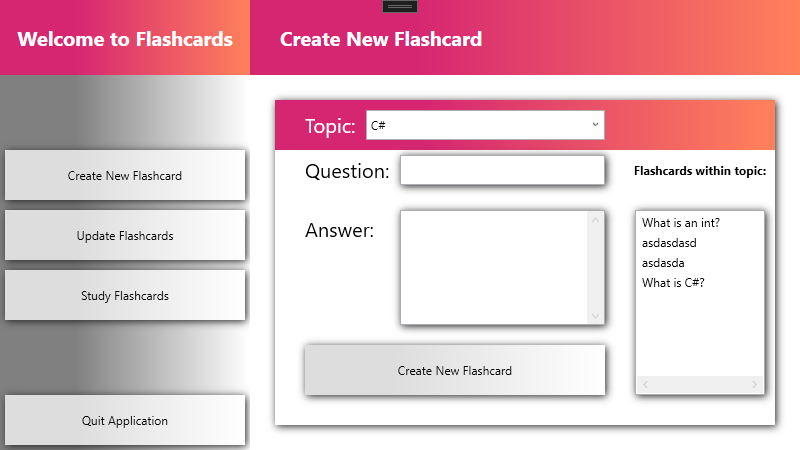 Welcome to Flashcards
Create New Flashcard
Update Flashcards
Study Flashcards
Quit Application
Create New Flashcard
Topic: C#
Question:
Answer:
Create New Flashcard
Flashcards within topic:
What is an int?
asdasdasd
asdasda
What is C#?